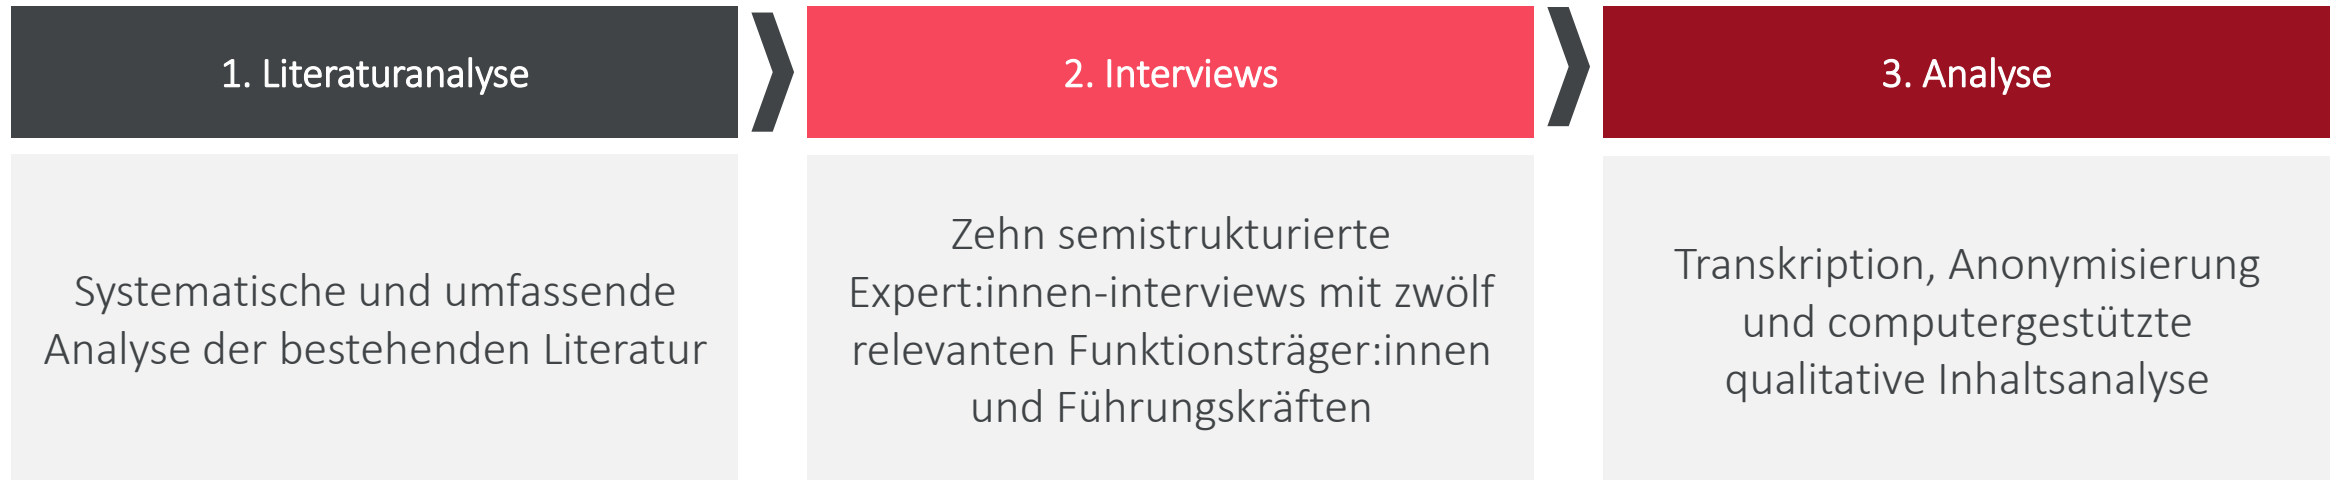 1. Literaturanalyse
Systematische und umfassende
Analyse der bestehenden Literatur
2. Interviews
Zehn semistrukturierte
Expert:innen-interviews mit zwölf
relevanten Funktionsträger:innen
und Führungskräften
3. Analyse
Transkription, Anonymisierung
und computergestützte
qualitative Inhaltsanalyse